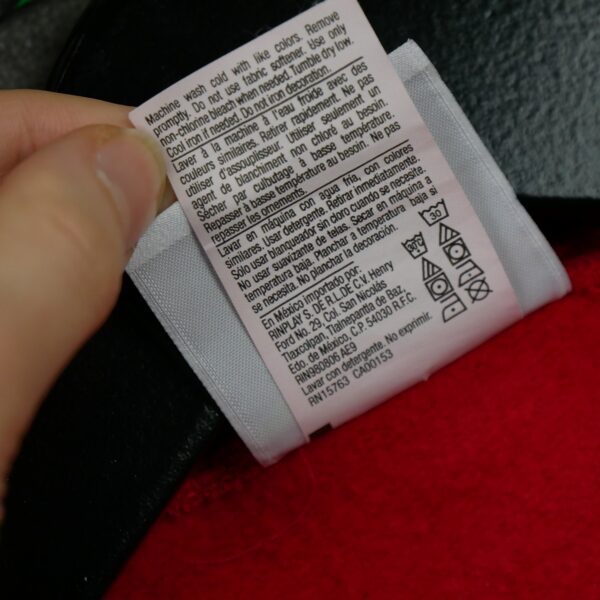 Machine wash cold with like colors. Remove
promptly. Do not use fabric softener. Use only
non-chlorine bleach when needed. Tumble dry low.
Cool iron if needed. Do not iron decoration.
Laver à la machine à l'eau froide avec des
couleurs similaires. Retirer rapidement. Ne pas
utiliser d'assouplisseur. Utiliser seulement un
agent de blanchiment non chloré au besoin.
Sécher par culbutage à basse température.
Repasser à basse température au besoin. Ne pas
repasser les ornements.
Lavar en máquina con agua fría, con colores
similares. Usar detergente. Retirar inmediatamente.
Sólo usar blanqueador sin cloro cuando se necesita.
No usar suavizante de telas. Secar en máquina a
temperatura baja. Planchar a temperatura baja si
se necesita. No planchar la decoración.
En México importado por:
RINPLAY S. DE R.L. DE C.V. Henry
Ford No. 29, Col. San Nicolás
Tlaxcolpan, Tlalnepantla de Baz,
Edo. de México, C.P. 54030 R.F.C.
RIN980806 AE9
Lavar con detergente. No exprimir.
RN15763 CA00153
30